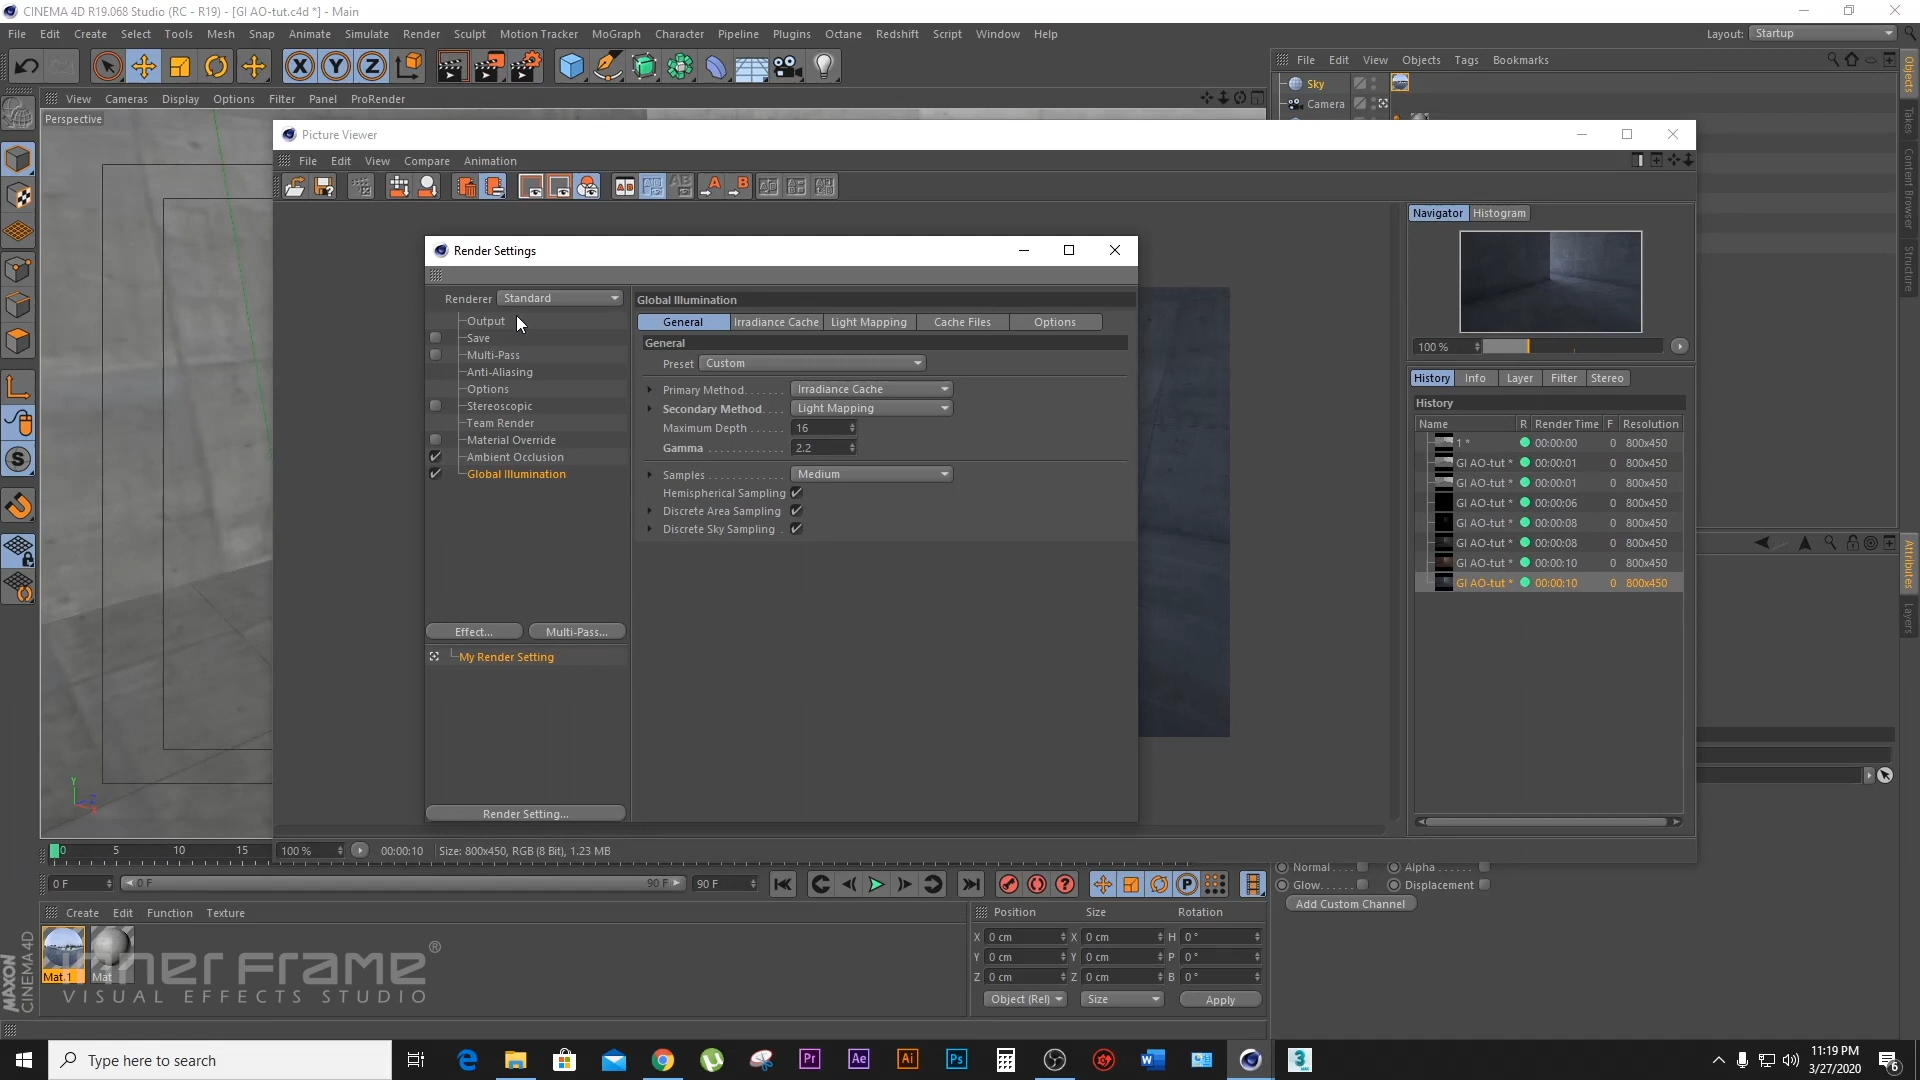 CINEMA 4D R19.068 Studio (RC - R19) - [GI AO-tut.c4d *] - Main
File Edit Create Select Tools Mesh Snap Animate Simulate Render Sculpt Motion Tracker MoGraph Character Pipeline Plugins Octane Redshift Script Window Help
Layout: Startup
File Edit View Objects Tags Bookmarks
Sky
Camera
Objects
Takes
Content Browser
Structure
View Cameras Display Options Filter Panel ProRender
Perspective
Picture Viewer
File Edit View Compare Animation
Navigator Histogram
100 %
History Info Layer Filter Stereo
History
Name R Render Time F Resolution
1 * 00:00:00 0 800x450
GI AO-tut * 00:00:01 0 800x450
GI AO-tut * 00:00:01 0 800x450
GI AO-tut * 00:00:06 0 800x450
GI AO-tut * 00:00:08 0 800x450
GI AO-tut * 00:00:08 0 800x450
GI AO-tut * 00:00:10 0 800x450
GI AO-tut * 00:00:10 0 800x450
Attributes
Layers
Render Settings
Renderer Standard
Output
Save
Multi-Pass
Anti-Aliasing
Options
Stereoscopic
Team Render
Material Override
Ambient Occlusion
Global Illumination
Effect... Multi-Pass...
My Render Setting
Render Setting...
Global Illumination
General Irradiance Cache Light Mapping Cache Files Options
General
Preset Custom
Primary Method Irradiance Cache
Secondary Method Light Mapping
Maximum Depth 16
Gamma 2.2
Samples Medium
Hemispherical Sampling
Discrete Area Sampling
Discrete Sky Sampling
100 % 00:00:10 Size: 800x450, RGB (8 Bit), 1.23 MB
0 5 10 15
0 F 0 F 90 F 90 F
Normal Alpha
Glow Displacement
Add Custom Channel
Create Edit Function Texture
Mat.1 Mat
MAXON CINEMA 4D
inner Frame ®
VISUAL EFFECTS STUDIO
Position Size Rotation
X 0 cm X 0 cm H 0 °
Y 0 cm Y 0 cm P 0 °
Z 0 cm Z 0 cm B 0 °
Object (Rel) Size Apply
Type here to search
11:19 PM
3/27/2020
6